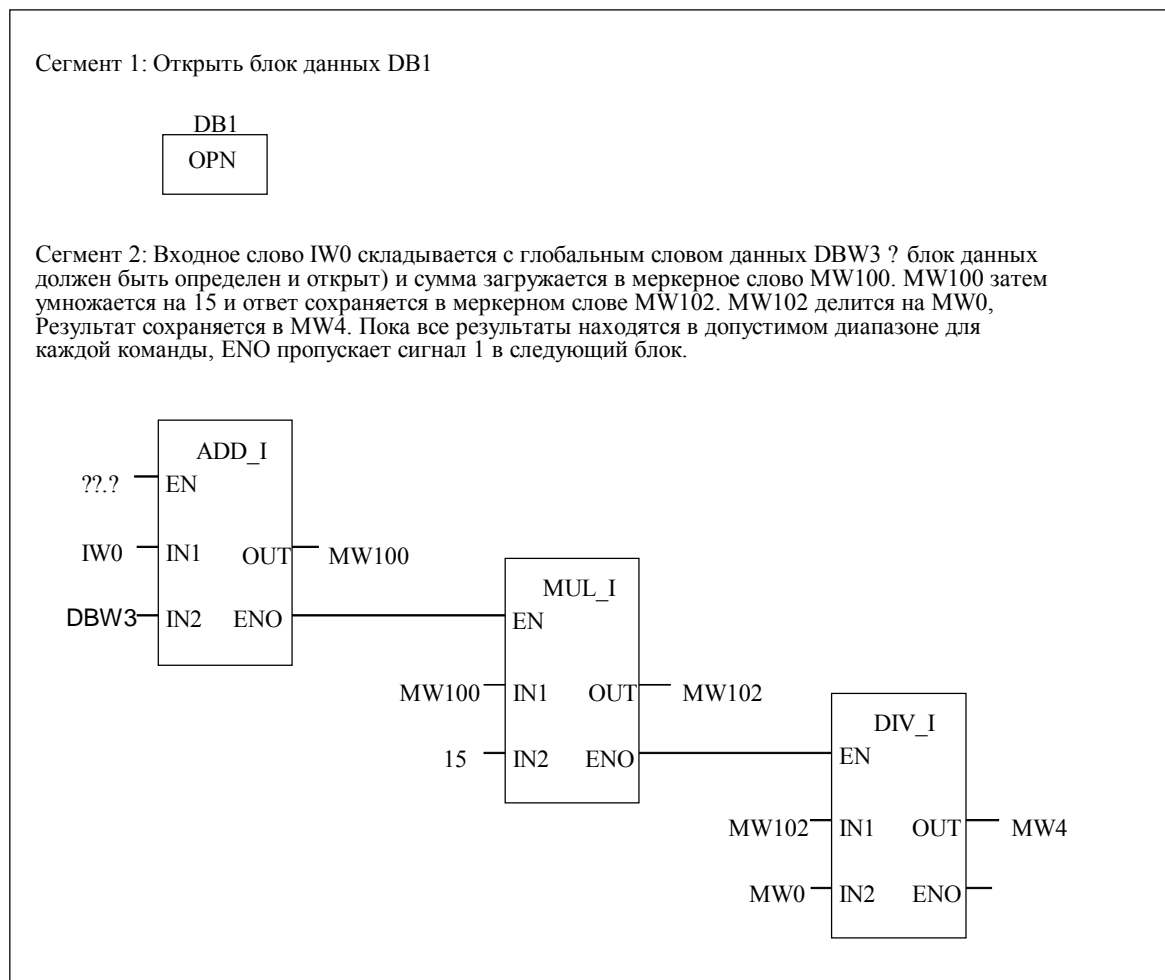 Сегмент 1: Открыть блок данных DB1
DB1
OPN
Сегмент 2: Входное слово IW0 складывается с глобальным словом данных DBW3 ? блок данных
должен быть определен и открыт) и сумма загружается в меркерное слово MW100. MW100 затем
умножается на 15 и ответ сохраняется в меркерном слове MW102. MW102 делится на MW0,
Результат сохраняется в MW4. Пока все результаты находятся в допустимом диапазоне для
каждой команды, ENO пропускает сигнал 1 в следующий блок.
ADD_I
??.? EN
IW0 IN1 OUT MW100
DBW3 IN2 ENO
MUL_I
EN
MW100 IN1 OUT MW102
15 IN2 ENO
DIV_I
EN
MW102 IN1 OUT MW4
MW0 IN2 ENO